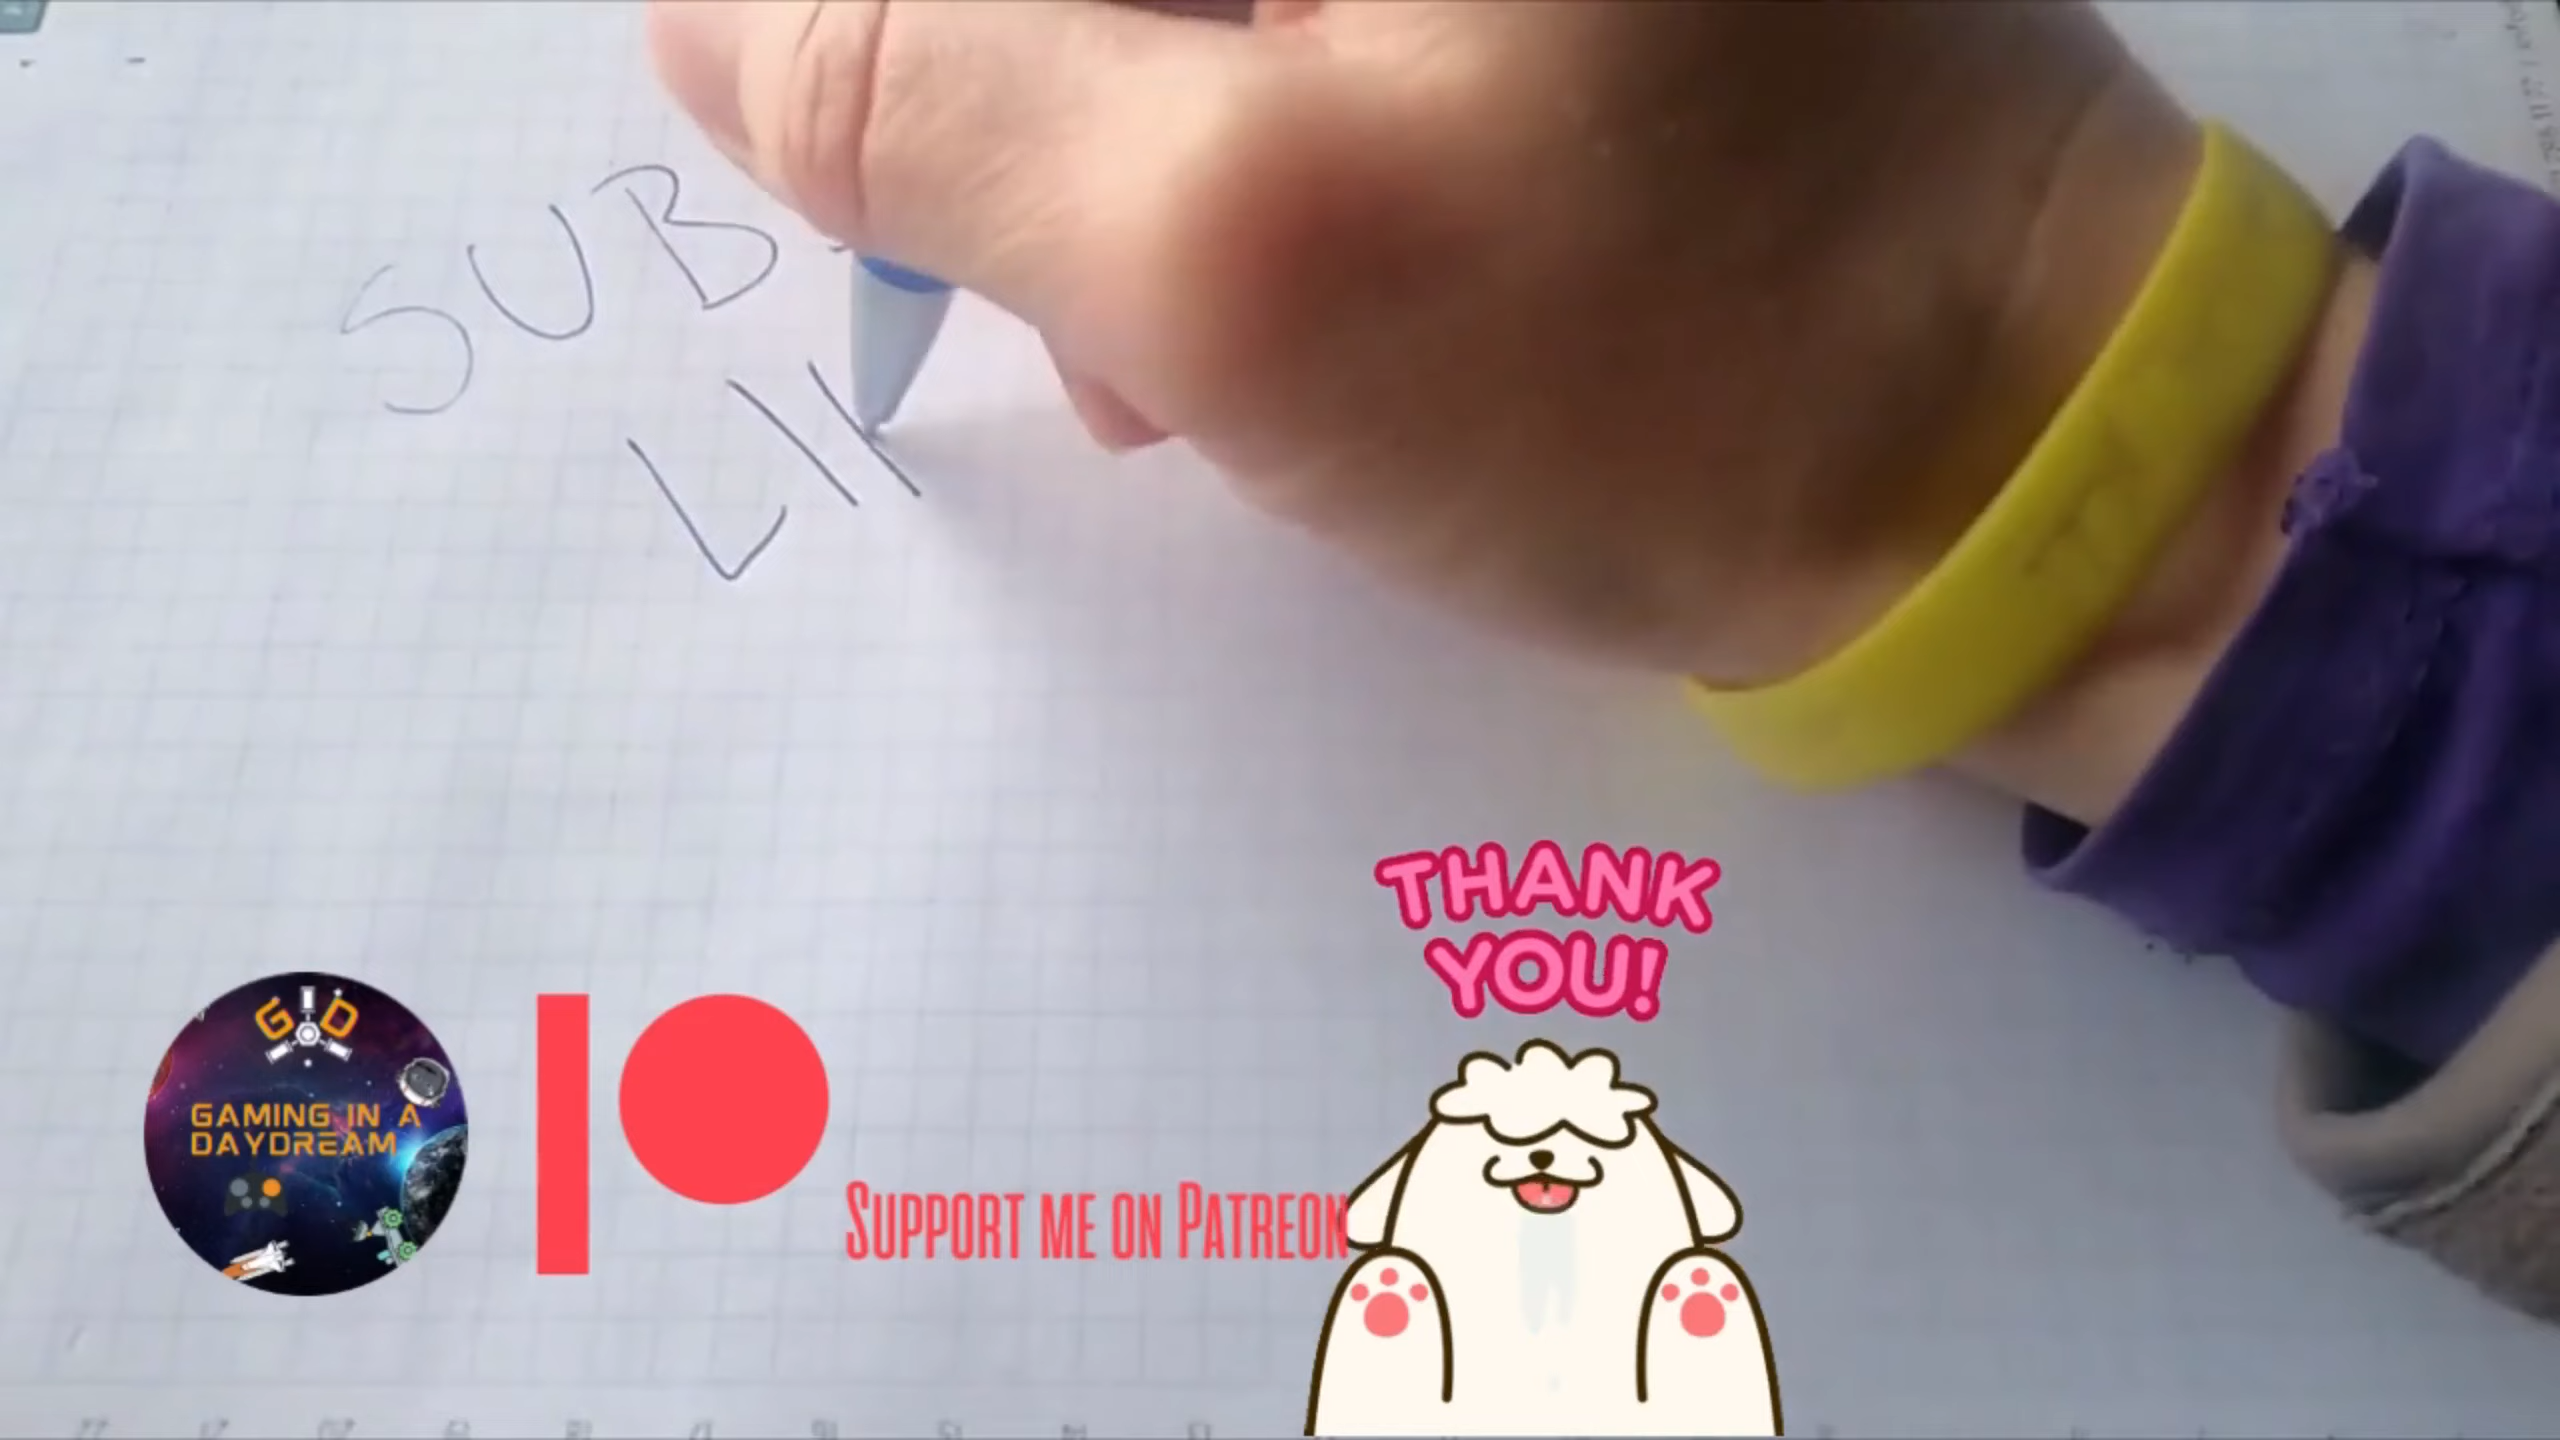 SUB
LIK
THANK
YOU!
G D
GAMING IN A
DAYDREAM
SUPPORT ME ON PATREON